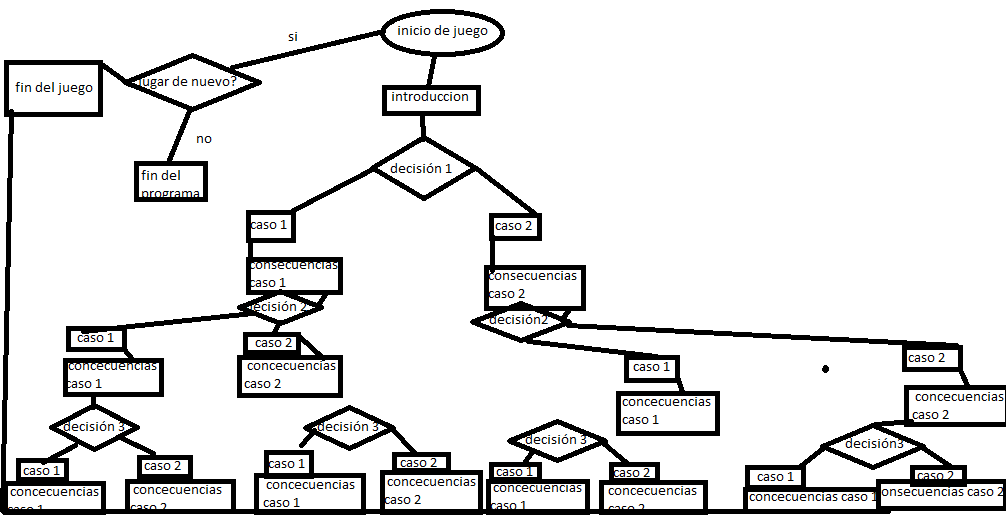 inicio de juego
si
jugar de nuevo?
fin del juego
introduccion
no
decisión 1
fin del
programa
caso 1
caso 2
consecuencias
caso 1
consecuencias
caso 2
decisión 2
decisión2
caso 1
caso 2
caso 1
caso 2
concecuencias
caso 1
concecuencias
caso 2
concecuencias
caso 1
concecuencias
caso 2
decisión 3
decisión 3
decisión 3
decisión3
caso 1
caso 2
caso 1
caso 2
caso 1
caso 2
caso 1
caso 2
concecuencias
caso 1
concecuencias
caso 2
concecuencias
caso 1
concecuencias
caso 2
concecuencias
caso 1
concecuencias
caso 2
concecuencias caso 1
onsecuencias caso 2